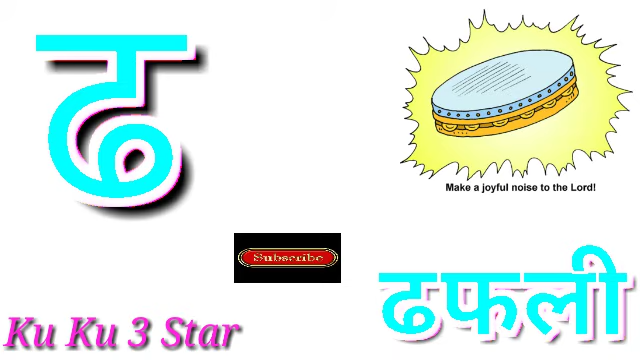 ढ
Make a joyful noise to the Lord!
Subscribe
ढफली
Ku Ku 3 Star